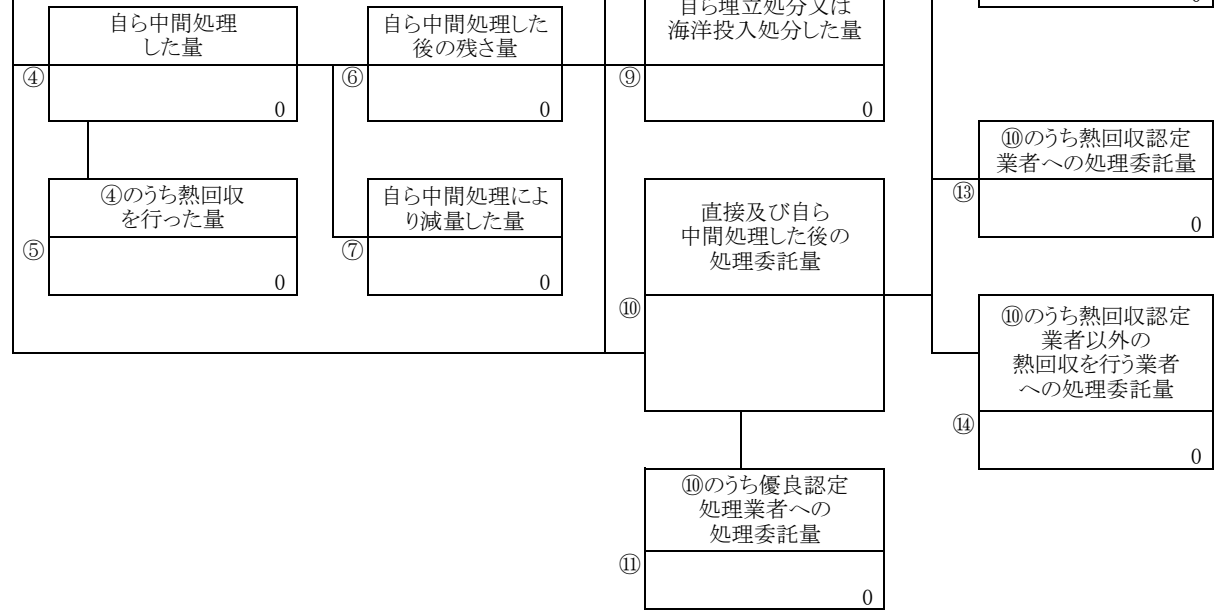 自ら中間処理
した量
④
0
自ら中間処理した
後の残さ量
⑥
0
自ら埋立処分又は
海洋投入処分した量
⑨
0
0
⑩のうち熱回収認定
業者への処理委託量
⑬
0
④のうち熱回収
を行った量
⑤
0
自ら中間処理によ
り減量した量
⑦
0
直接及び自ら
中間処理した後の
処理委託量
⑩
⑩のうち熱回収認定
業者以外の
熱回収を行う業者
への処理委託量
⑭
0
⑩のうち優良認定
処理業者への
処理委託量
⑪
0